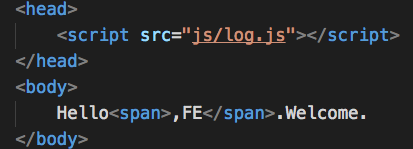 <head>
<script src="js/log.js"></script>
</head>
<body>
Hello<span>,FE</span>.Welcome.
</body>